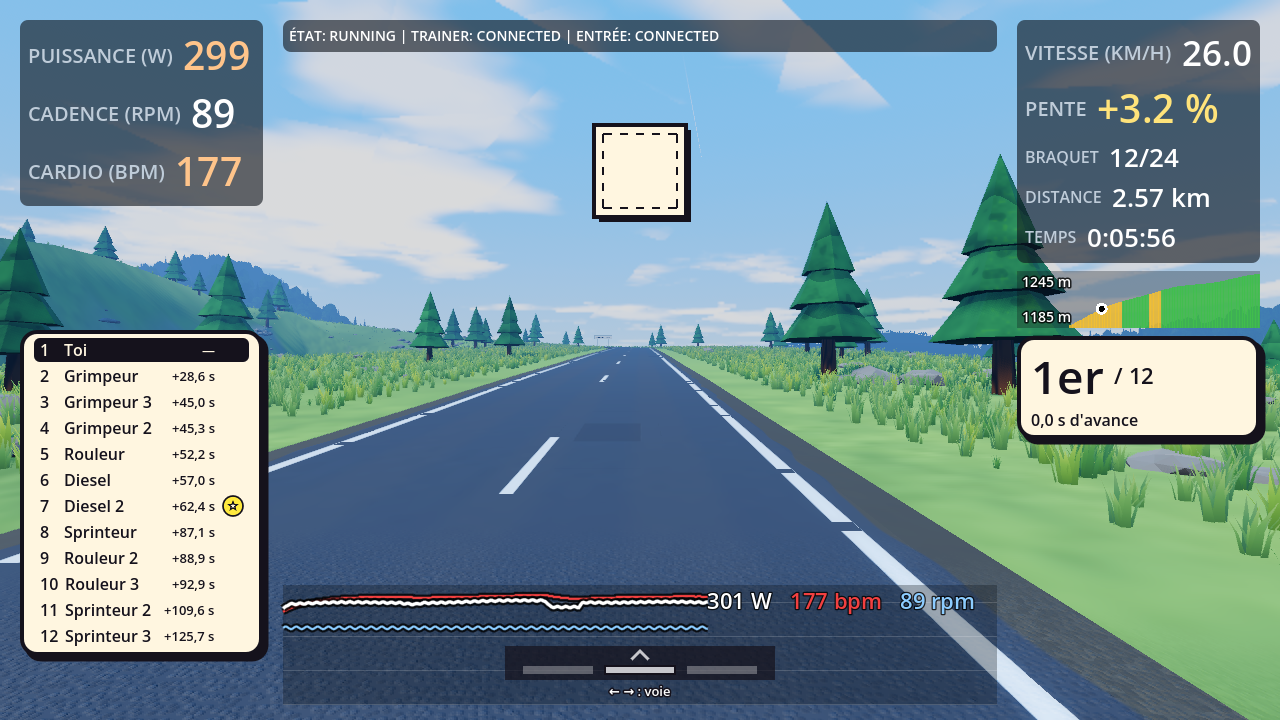 PUISSANCE (W) 299
CADENCE (RPM) 89
CARDIO (BPM) 177
ÉTAT: RUNNING | TRAINER: CONNECTED | ENTRÉE: CONNECTED
VITESSE (KM/H) 26.0
PENTE +3.2 %
BRAQUET 12/24
DISTANCE 2.57 km
TEMPS 0:05:56
1245 m
1185 m
1er / 12
0,0 s d'avance
1 Toi —
2 Grimpeur +28,6 s
3 Grimpeur 3 +45,0 s
4 Grimpeur 2 +45,3 s
5 Rouleur +52,2 s
6 Diesel +57,0 s
7 Diesel 2 +62,4 s
8 Sprinteur +87,1 s
9 Rouleur 2 +88,9 s
10 Rouleur 3 +92,9 s
11 Sprinteur 2 +109,6 s
12 Sprinteur 3 +125,7 s
301 W 177 bpm 89 rpm
← → : voie